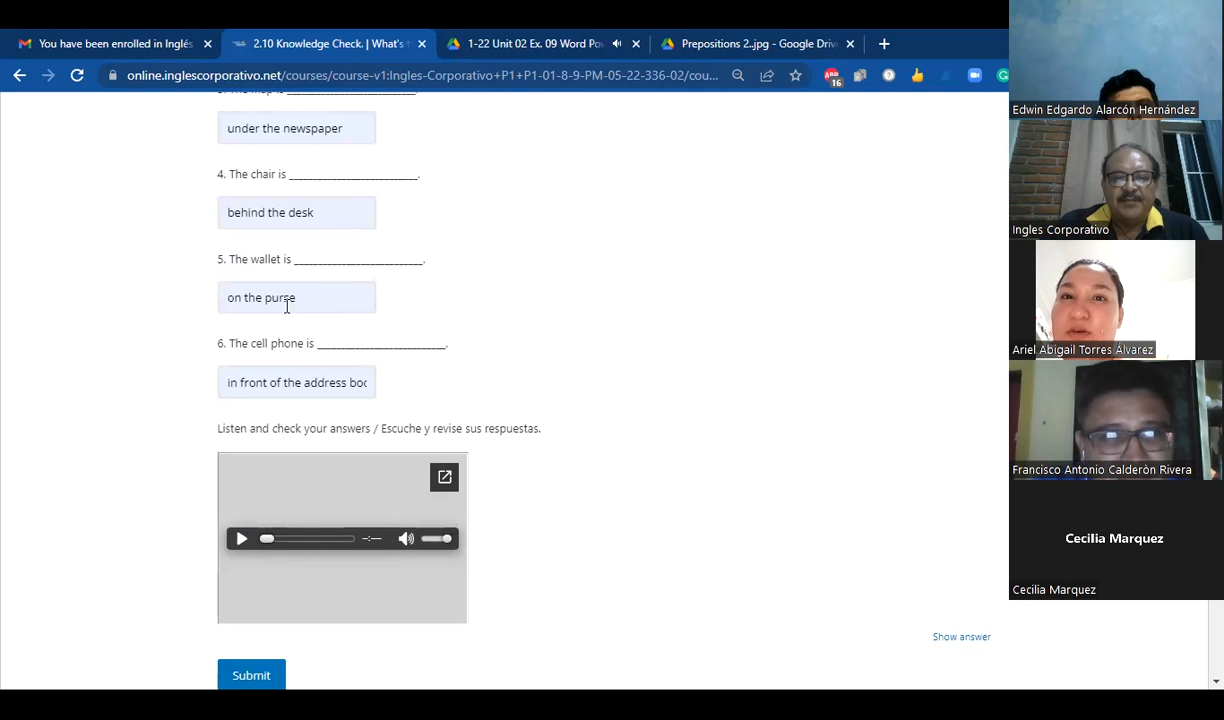 You have been enrolled in Inglés
2.10 Knowledge Check. | What's t
1-22 Unit 02 Ex. 09 Word Po
Prepositions 2..jpg - Google Driv
online.inglescorporativo.net/courses/course-v1:Ingles-Corporativo+P1+P1-01-8-9-PM-05-22-336-02/cou...
16
under the newspaper
4. The chair is ________________________.
behind the desk
5. The wallet is ________________________.
on the purse
6. The cell phone is ________________________.
in front of the address boo
Listen and check your answers / Escuche y revise sus respuestas.
-:--
Show answer
Submit
Edwin Edgardo Alarcón Hernández
Ingles Corporativo
Ariel Abigail Torres Álvarez
Francisco Antonio Calderòn Rivera
Cecilia Marquez
Cecilia Marquez